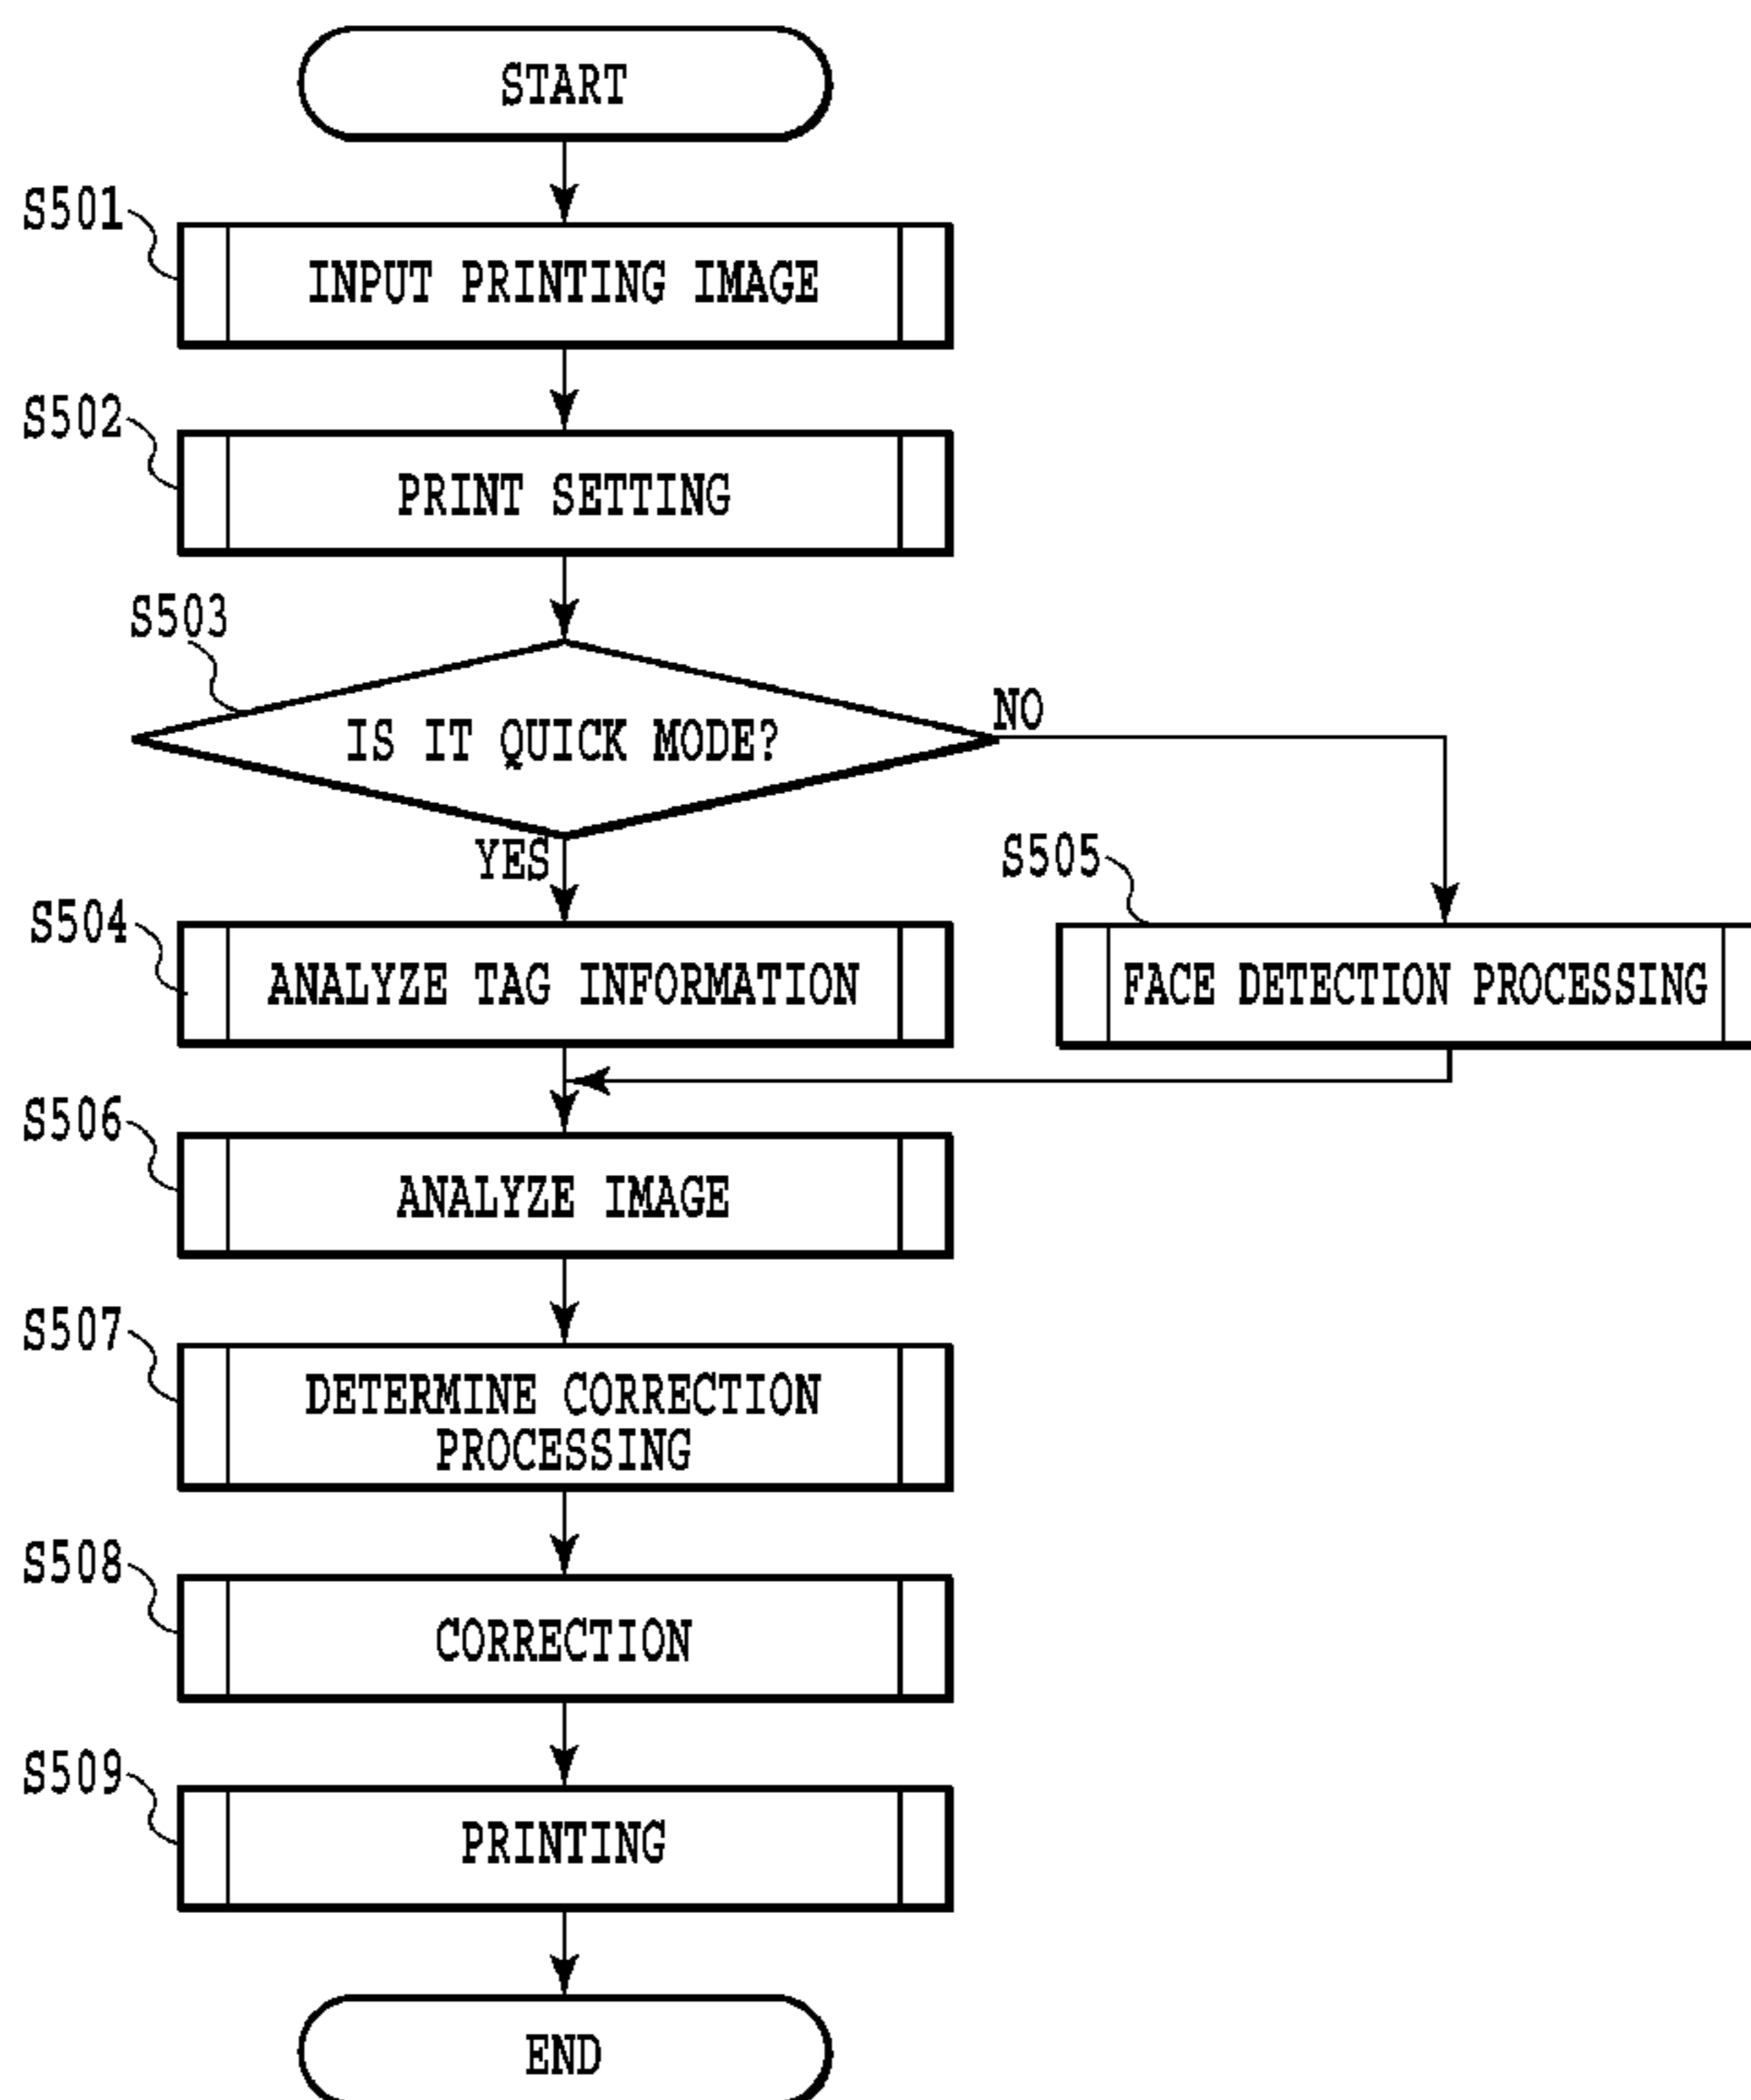 START
S501
INPUT PRINTING IMAGE
S502
PRINT SETTING
S503
IS IT QUICK MODE?
NO
YES
S504
ANALYZE TAG INFORMATION
S505
FACE DETECTION PROCESSING
S506
ANALYZE IMAGE
S507
DETERMINE CORRECTION
PROCESSING
S508
CORRECTION
S509
PRINTING
END